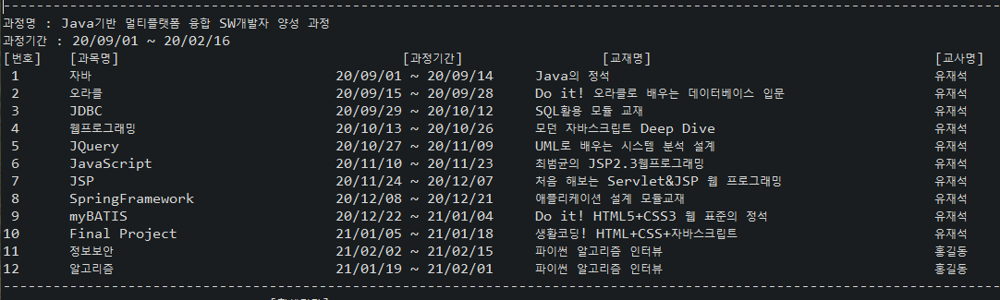 과정명 : Java기반 멀티플랫폼 융합 SW개발자 양성 과정
과정기간 : 20/09/01 ~ 20/02/16
[번호] [과목명] [과정기간] [교재명] [교사명]
1 자바 20/09/01 ~ 20/09/14 Java의 정석 유재석
2 오라클 20/09/15 ~ 20/09/28 Do it! 오라클로 배우는 데이터베이스 입문 유재석
3 JDBC 20/09/29 ~ 20/10/12 SQL활용 모듈 교재 유재석
4 웹프로그래밍 20/10/13 ~ 20/10/26 모던 자바스크립트 Deep Dive 유재석
5 JQuery 20/10/27 ~ 20/11/09 UML로 배우는 시스템 분석 설계 유재석
6 JavaScript 20/11/10 ~ 20/11/23 최범균의 JSP2.3웹프로그래밍 유재석
7 JSP 20/11/24 ~ 20/12/07 처음 해보는 Servlet&JSP 웹 프로그래밍 유재석
8 SpringFramework 20/12/08 ~ 20/12/21 애플리케이션 설계 모듈교재 유재석
9 myBATIS 20/12/22 ~ 21/01/04 Do it! HTML5+CSS3 웹 표준의 정석 유재석
10 Final Project 21/01/05 ~ 21/01/18 생활코딩! HTML+CSS+자바스크립트 유재석
11 정보보안 21/02/02 ~ 21/02/15 파이썬 알고리즘 인터뷰 홍길동
12 알고리즘 21/01/19 ~ 21/02/01 파이썬 알고리즘 인터뷰 홍길동